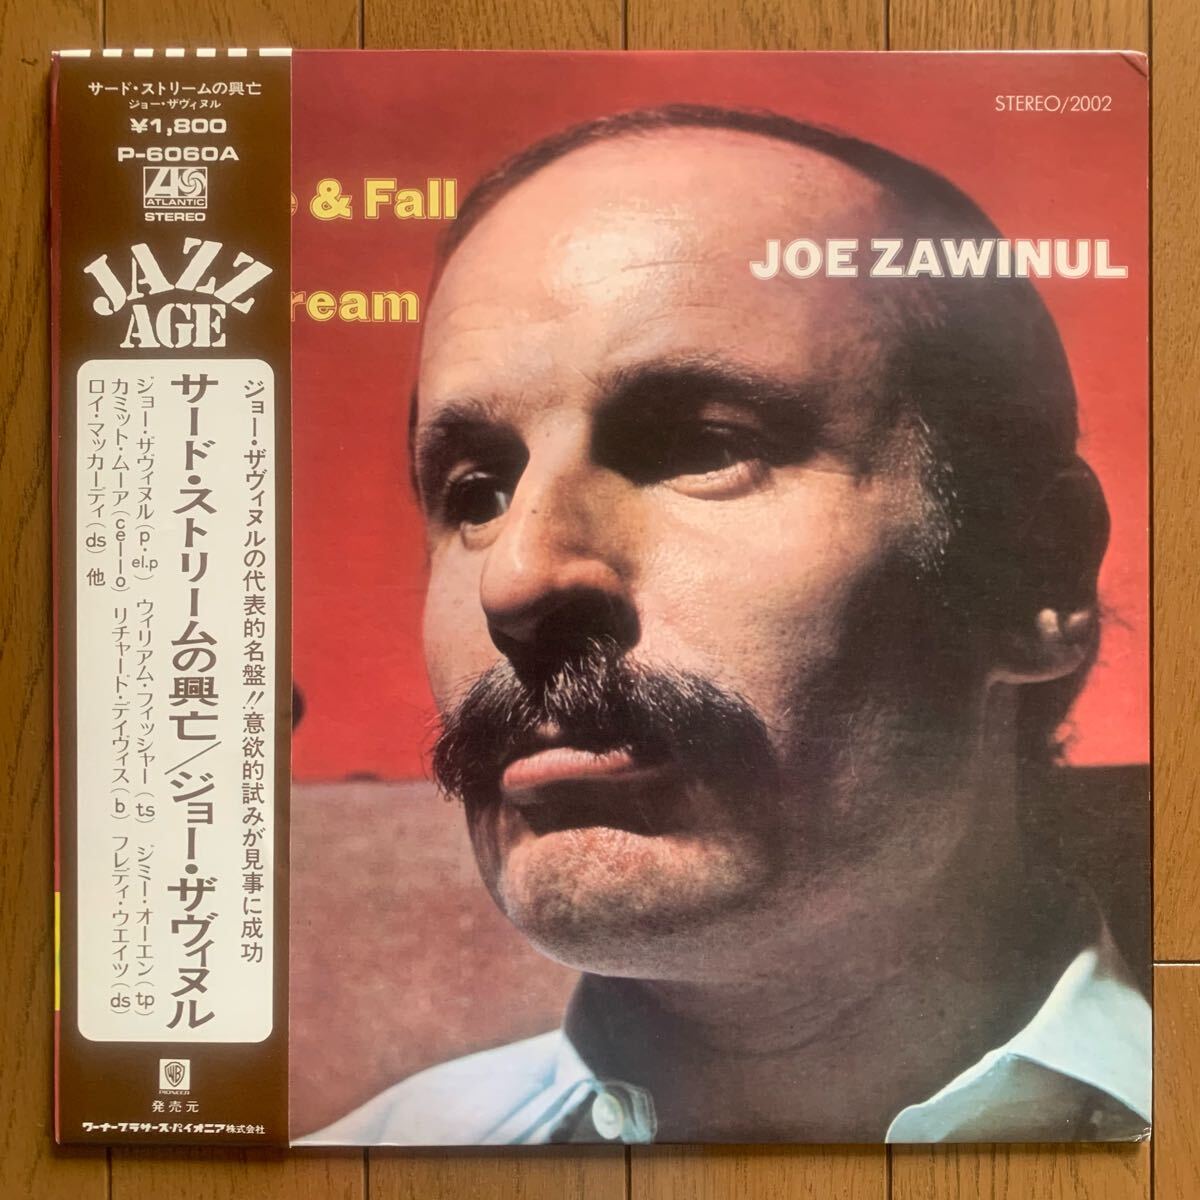 サード・ストリームの興亡
ジョー・ザヴィヌル
¥1,800
P-6060A
ATLANTIC
STEREO
JAZZ
AGE
ジョー・ザヴィヌルの代表的名盤!!意欲的試みが見事に成功
サード・ストリームの興亡/ジョー・ザヴィヌル
ジョー・ザヴィヌル(p・el.p) ウィリアム・フィッシャー(ts) ジミー・オーエン(tp)
カミット・ムーア(cello) リチャード・デイヴィス(b) フレディ・ウエイツ(ds)
ロイ・マッカーディ(ds) 他
WB
PIONEER
発売元
ワーナーブラザーズ・パイオニア株式会社
STEREO/2002
e & Fall
JOE ZAWINUL
ream